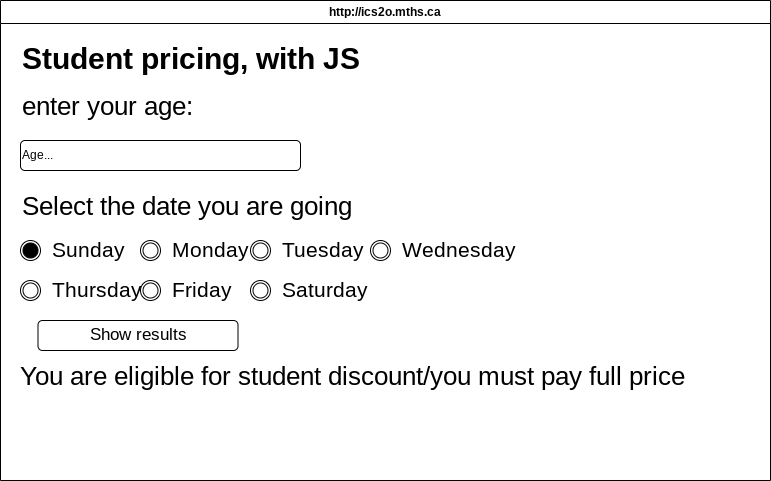 http://ics2o.mths.ca
Student pricing, with JS
enter your age:
Age...
Select the date you are going
Sunday Monday Tuesday Wednesday
Thursday Friday Saturday
Show results
You are eligible for student discount/you must pay full price